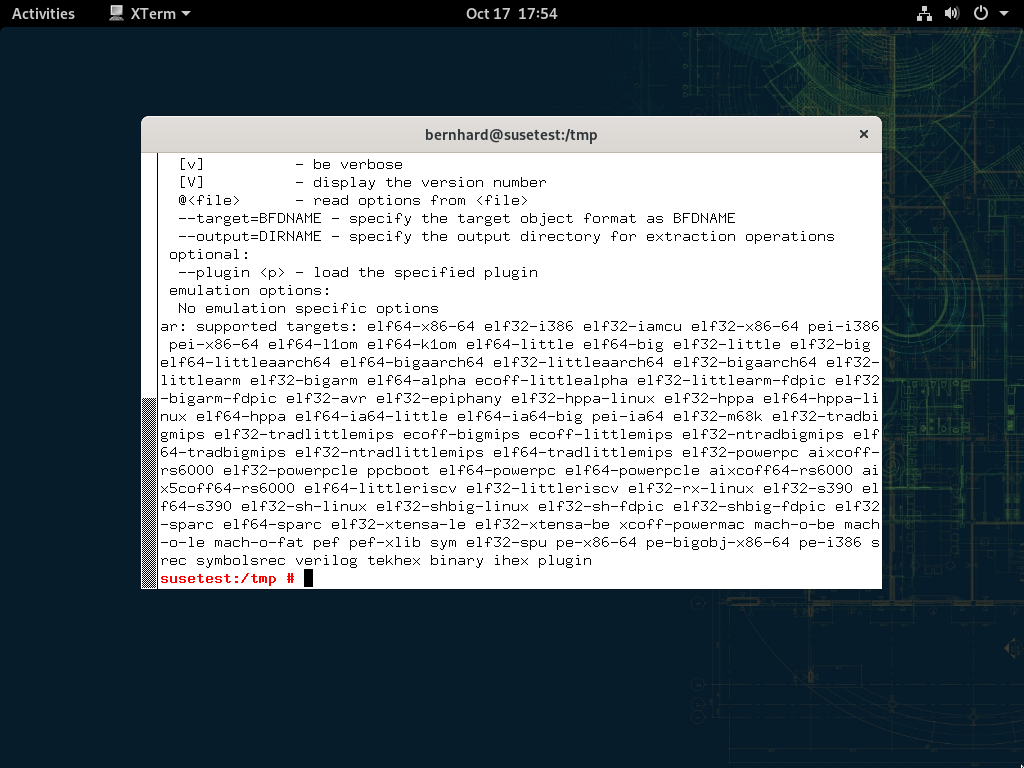 Activities XTerm Oct 17 17:54
bernhard@susetest:/tmp
[v] - be verbose
[V] - display the version number
@<file> - read options from <file>
--target=BFDNAME - specify the target object format as BFDNAME
--output=DIRNAME - specify the output directory for extraction operations
optional:
--plugin <p> - load the specified plugin
emulation options:
No emulation specific options
ar: supported targets: elf64-x86-64 elf32-i386 elf32-iamcu elf32-x86-64 pei-i386
pei-x86-64 elf64-l1om elf64-k1om elf64-little elf64-big elf32-little elf32-big
elf64-littleaarch64 elf64-bigaarch64 elf32-littleaarch64 elf32-bigaarch64 elf32-
littlearm elf32-bigarm elf64-alpha ecoff-littlealpha elf32-littlearm-fdpic elf32
-bigarm-fdpic elf32-avr elf32-epiphany elf32-hppa-linux elf32-hppa elf64-hppa-li
nux elf64-hppa elf64-ia64-little elf64-ia64-big pei-ia64 elf32-m68k elf32-tradbi
gmips elf32-tradlittlemips ecoff-bigmips ecoff-littlemips elf32-ntradbigmips elf
64-tradbigmips elf32-ntradlittlemips elf64-tradlittlemips elf32-powerpc aixcoff-
rs6000 elf32-powerpcle ppcboot elf64-powerpc elf64-powerpcle aixcoff64-rs6000 ai
x5coff64-rs6000 elf64-littleriscv elf32-littleriscv elf32-rx-linux elf32-s390 el
f64-s390 elf32-sh-linux elf32-shbig-linux elf32-sh-fdpic elf32-shbig-fdpic elf32
-sparc elf64-sparc elf32-xtensa-le elf32-xtensa-be xcoff-powermac mach-o-be mach
-o-le mach-o-fat pef pef-xlib sym elf32-spu pe-x86-64 pe-bigobj-x86-64 pe-i386 s
rec symbolsrec verilog tekhex binary ihex plugin
susetest:/tmp #